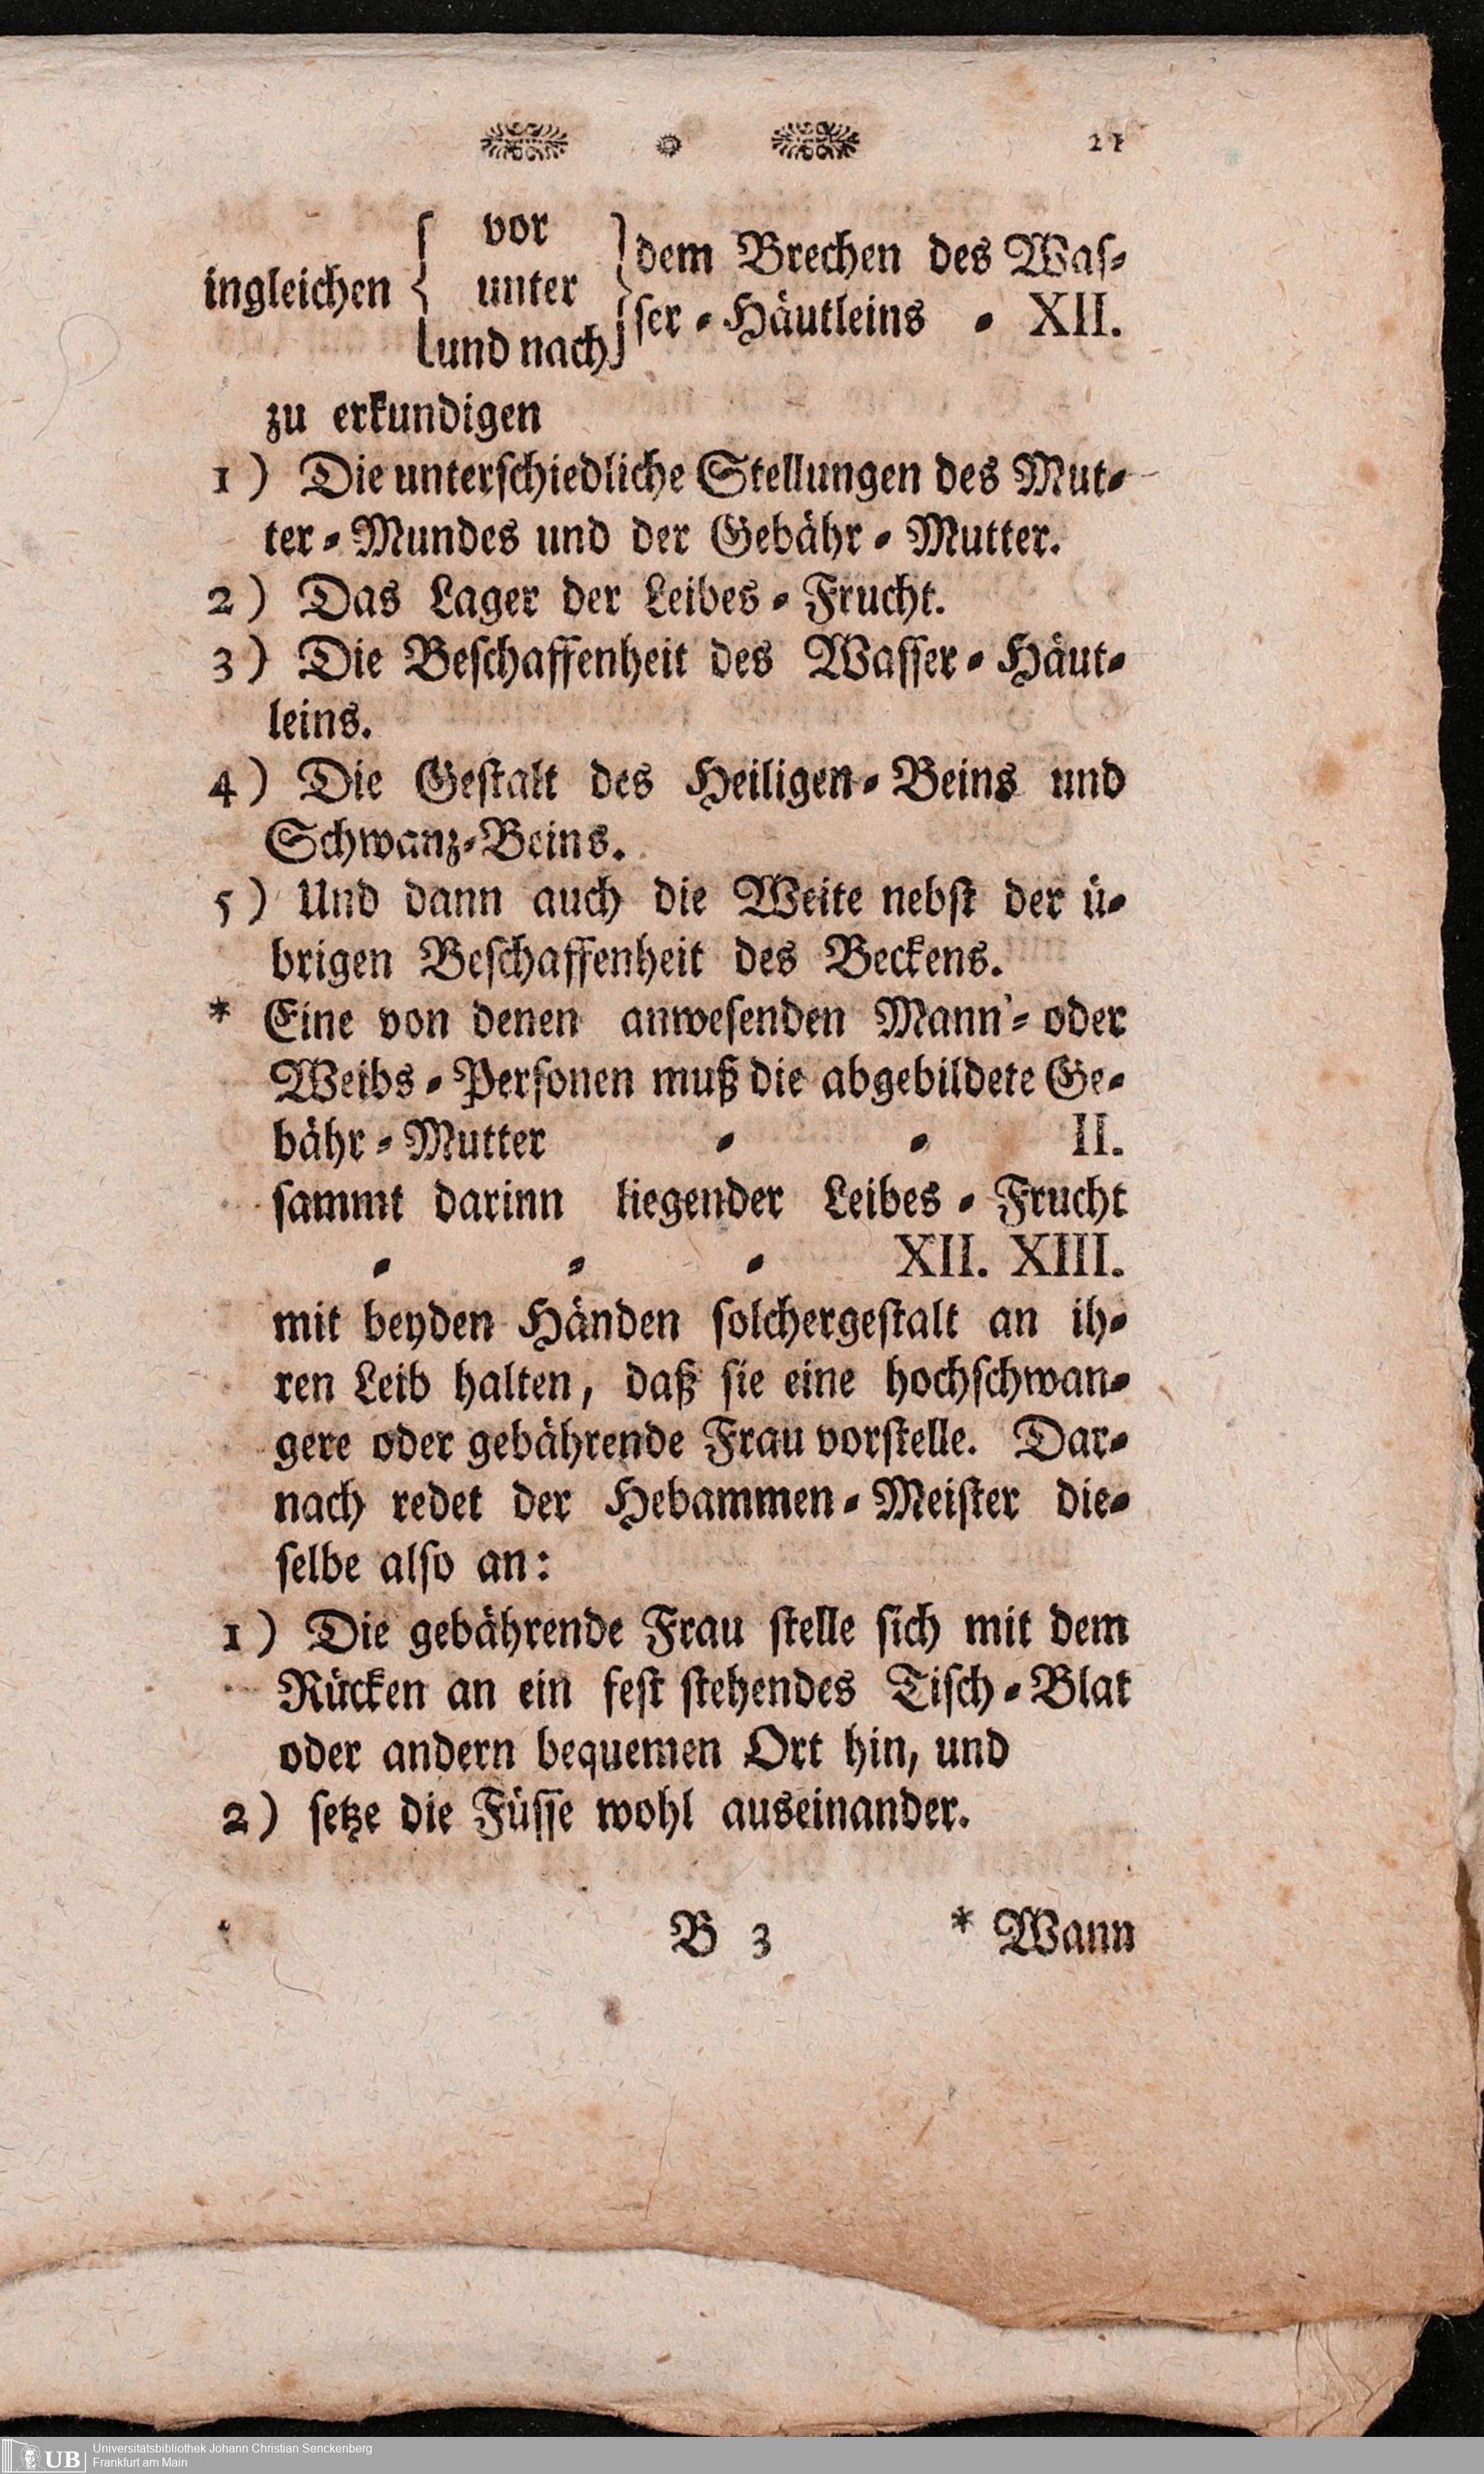 21
vor
ingleichen { unter } dem Brechen des Waſ-
und nach ſer-Häutleins - XII.
zu erkundigen
1) Die unterſchiedliche Stellungen des Mut-
ter-Mundes und der Gebähr-Mutter.
2) Das Lager der Leibes-Frucht.
3) Die Beſchaffenheit des Waſſer-Häut-
leins.
4) Die Geſtalt des Heiligen-Beins und
Schwanz-Beins.
5) Und dann auch die Weite nebſt der ü-
brigen Beſchaffenheit des Beckens.
* Eine von denen anweſenden Mann's- oder
Weibs-Perſonen muß die abgebildete Ge-
bähr-Mutter - - II.
ſammt darinn liegender Leibes-Frucht
- - - XII. XIII.
mit beyden Händen ſolchergeſtalt an ih-
ren Leib halten, daß ſie eine hochſchwan-
gere oder gebährende Frau vorſtelle. Dar-
nach redet der Hebammen-Meiſter die-
ſelbe alſo an:
1) Die gebährende Frau ſtelle ſich mit dem
Rücken an ein feſt ſtehendes Tiſch-Blat
oder andern bequemen Ort hin, und
2) ſetze die Füſſe wohl auseinander.
B 3 * Wann
UB Univerſitätsbibliothek Johann Christian Senckenberg
Frankfurt am Main